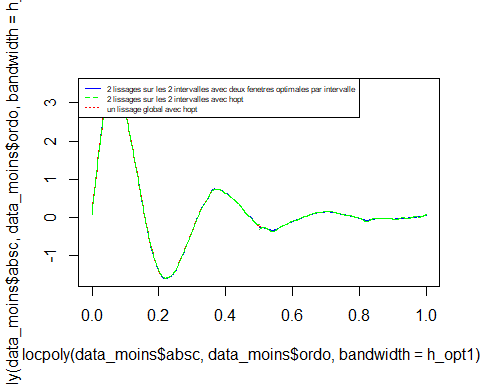 2 lissages sur les 2 intervalles avec deux fenetres optimales par intervalle
2 lissages sur les 2 intervalles avec hopt
un lissage global avec hopt
ly(data_moins$absc, data_moins$ordo, bandwidth = h_
3
2
1
0
-1
0.0 0.2 0.4 0.6 0.8 1.0
locpoly(data_moins$absc, data_moins$ordo, bandwidth = h_opt1)